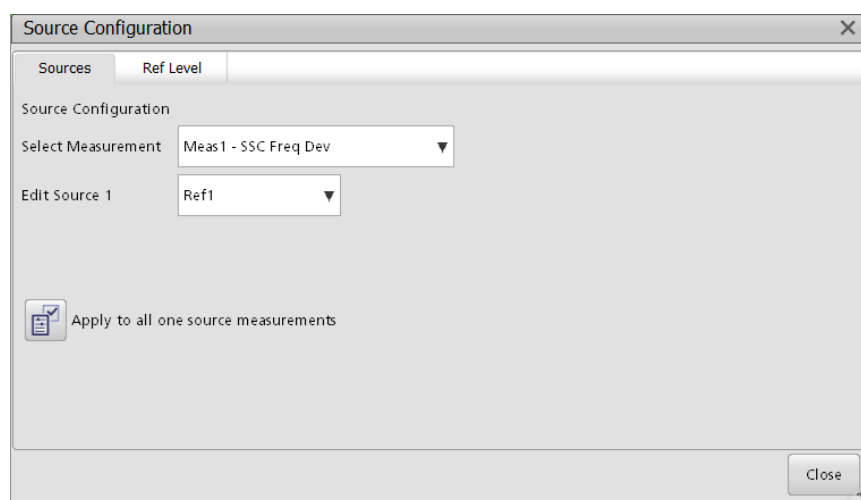 Source Configuration
Sources Ref Level
Source Configuration
Select Measurement Meas1 - SSC Freq Dev
Edit Source 1 Ref1
Apply to all one source measurements
Close